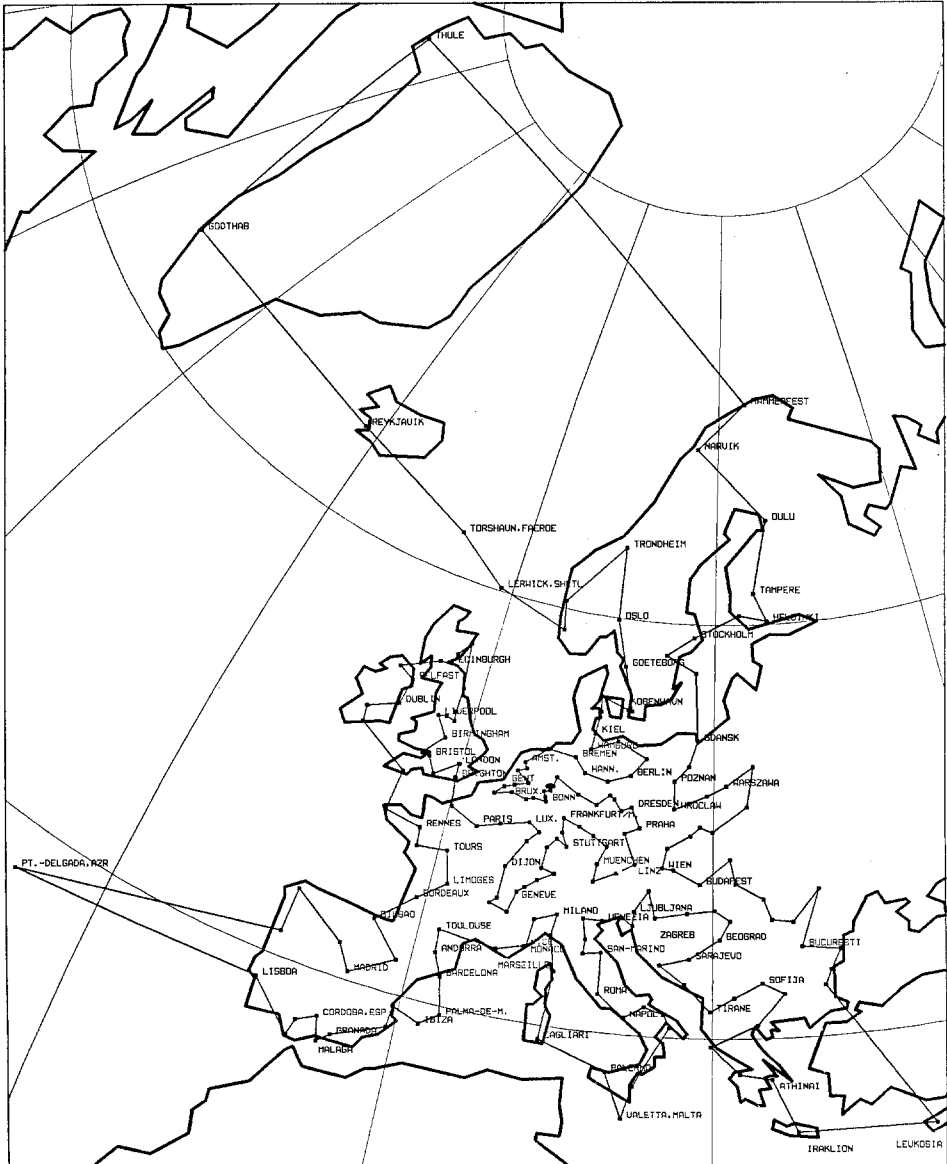 THULE
GODTHAB
HAMMERFEST
REYKJAVIK
NARVIK
OULU
TORSHAVN,FAEROE
TRONDHEIM
LERWICK,SHETL
TAMPERE
OSLO
HELSINKI
STOCKHOLM
EDINBURGH
GOETEBORG
BELFAST
DUBLIN
KOBENHAVN
LIVERPOOL
KIEL
BIRMINGHAM
GDANSK
HAMBURG
BRISTOL
BREMEN
LONDON
AMST.
HANN.
BERLIN
BRIGHTON
GENT
POZNAN
WARSZAWA
BRUX.
BONN
DRESDEN
WROCLAW
RENNES
PARIS
LUX.
FRANKFURT/M
PRAHA
TOURS
STUTTGART
PT.-DELGADA,AZR
DIJON
MUENCHEN
LINZ
WIEN
LIMOGES
BUDAPEST
BORDEAUX
GENEVE
BILBAO
MILANO
VENEZIA
LJUBLJANA
TOULOUSE
ZAGREB
BEOGRAD
BUCURESTI
ANDORRA
MONACO
SAN-MARINO
LISBOA
MADRID
MARSEILLE
SARAJEVO
BARCELONA
SOFIJA
ROMA
CORDOBA,ESP
PALMA-DE-M.
NAPOLI
TIRANE
IBIZA
GRANADA
CAGLIARI
MALAGA
PALERMO
ATHINAI
VALETTA,MALTA
IRAKLION
LEVKOSIA